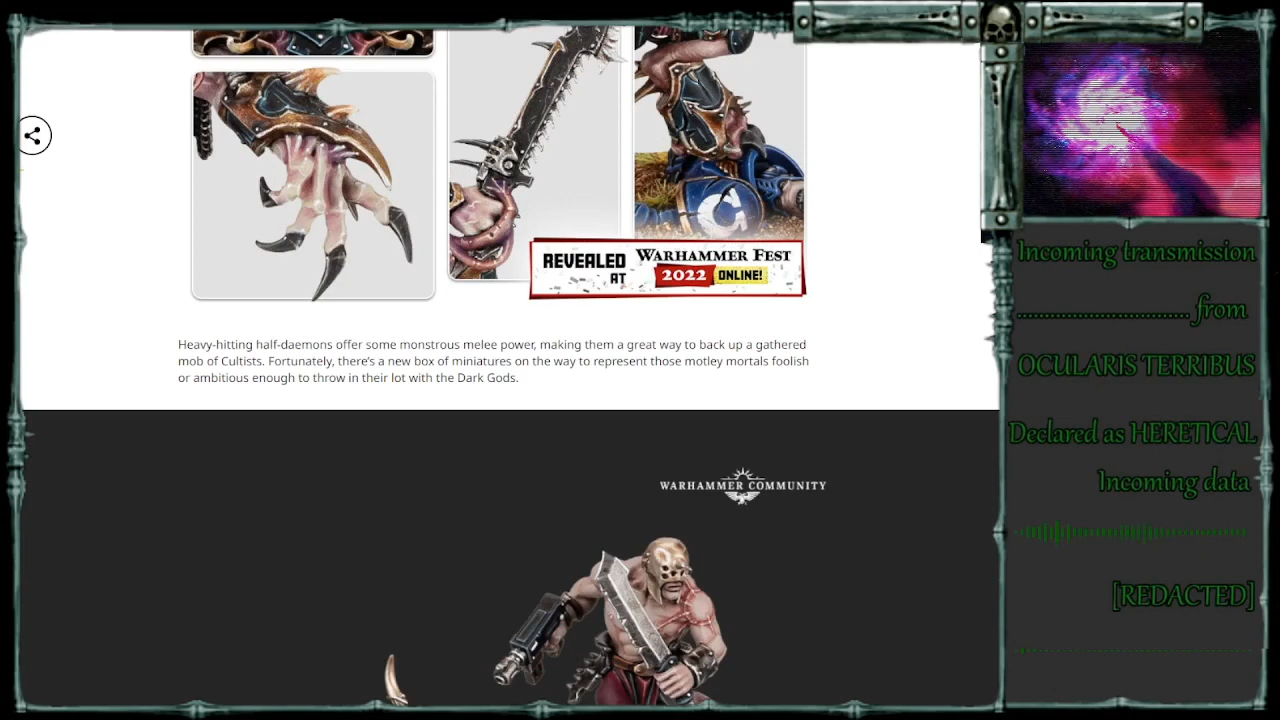 REVEALED
AT
WARHAMMER FEST
2022 ONLINE!
Heavy-hitting half-daemons offer some monstrous melee power, making them a great way to back up a gathered
mob of Cultists. Fortunately, there's a new box of miniatures on the way to represent those motley mortals foolish
or ambitious enough to throw in their lot with the Dark Gods.
WARHAMMER COMMUNITY
Incoming transmission
................................ from
OCULARIS TERRIBUS
Declared as HERETICAL
Incoming data
[REDACTED]